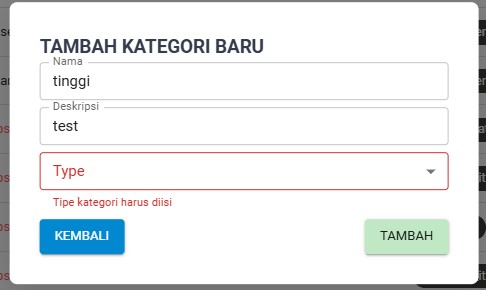 TAMBAH KATEGORI BARU
Nama
tinggi
Deskripsi
test
Type
Tipe kategori harus diisi
KEMBALI
TAMBAH